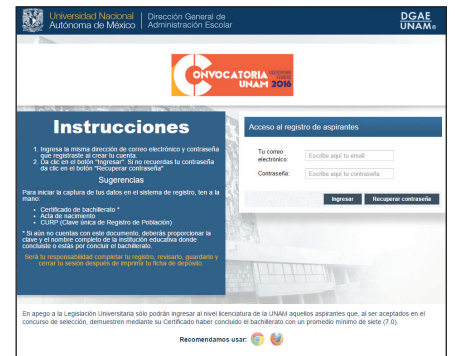 Universidad Nacional
Autónoma de México
Dirección General de
Administración Escolar
DGAE
UNAM
CONVOCATORIA
UNAM 2016
Instrucciones
1. Ingresa la misma dirección de correo electrónico y contraseña
que registraste al crear tu cuenta.
2. Da clic en el botón "Ingresar". Si no recuerdas tu contraseña
da clic en el botón "Recuperar contraseña"
Sugerencias
Para iniciar la captura de tus datos en el sistema de registro, ten a la
mano:
• Certificado de bachillerato *
• Acta de nacimiento
• CURP (Clave única de Registro de Población)
* Si aún no cuentas con este documento, deberás proporcionar la
clave y el nombre completo de la institución educativa donde
concluiste o estás por concluir el bachillerato.
Será tu responsabilidad completar tu registro, revisarlo, guardarlo y
cerrar tu sesión después de imprimir tu ficha de depósito.
Acceso al registro de aspirantes
Tu correo
electrónico:
Escribe aquí tu email
Contraseña:
Escribe aquí tu contraseña
Ingresar
Recuperar contraseña
En apego a la Legislación Universitaria sólo podrán ingresar al nivel licenciatura de la UNAM aquellos aspirantes que, al ser aceptados en el
concurso de selección, demuestren mediante su Certificado haber concluido el bachillerato con un promedio mínimo de siete (7.0).
Recomendamos usar: